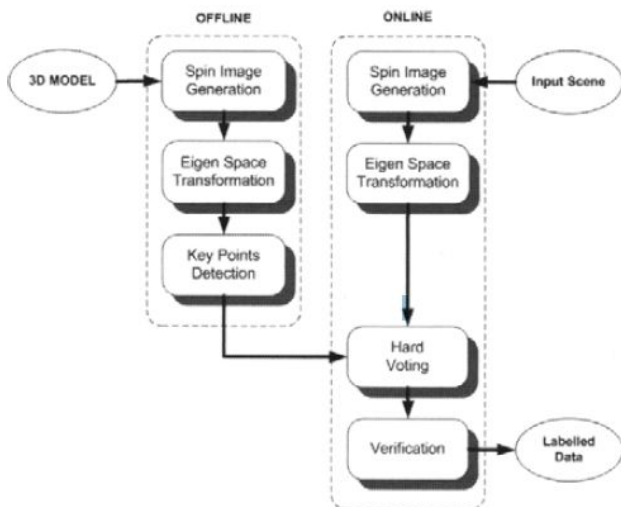 OFFLINE
ONLINE
3D MODEL
Spin Image
Generation
Eigen Space
Transformation
Key Points
Detection
Spin Image
Generation
Input Scene
Eigen Space
Transformation
Hard
Voting
Verification
Labelled
Data